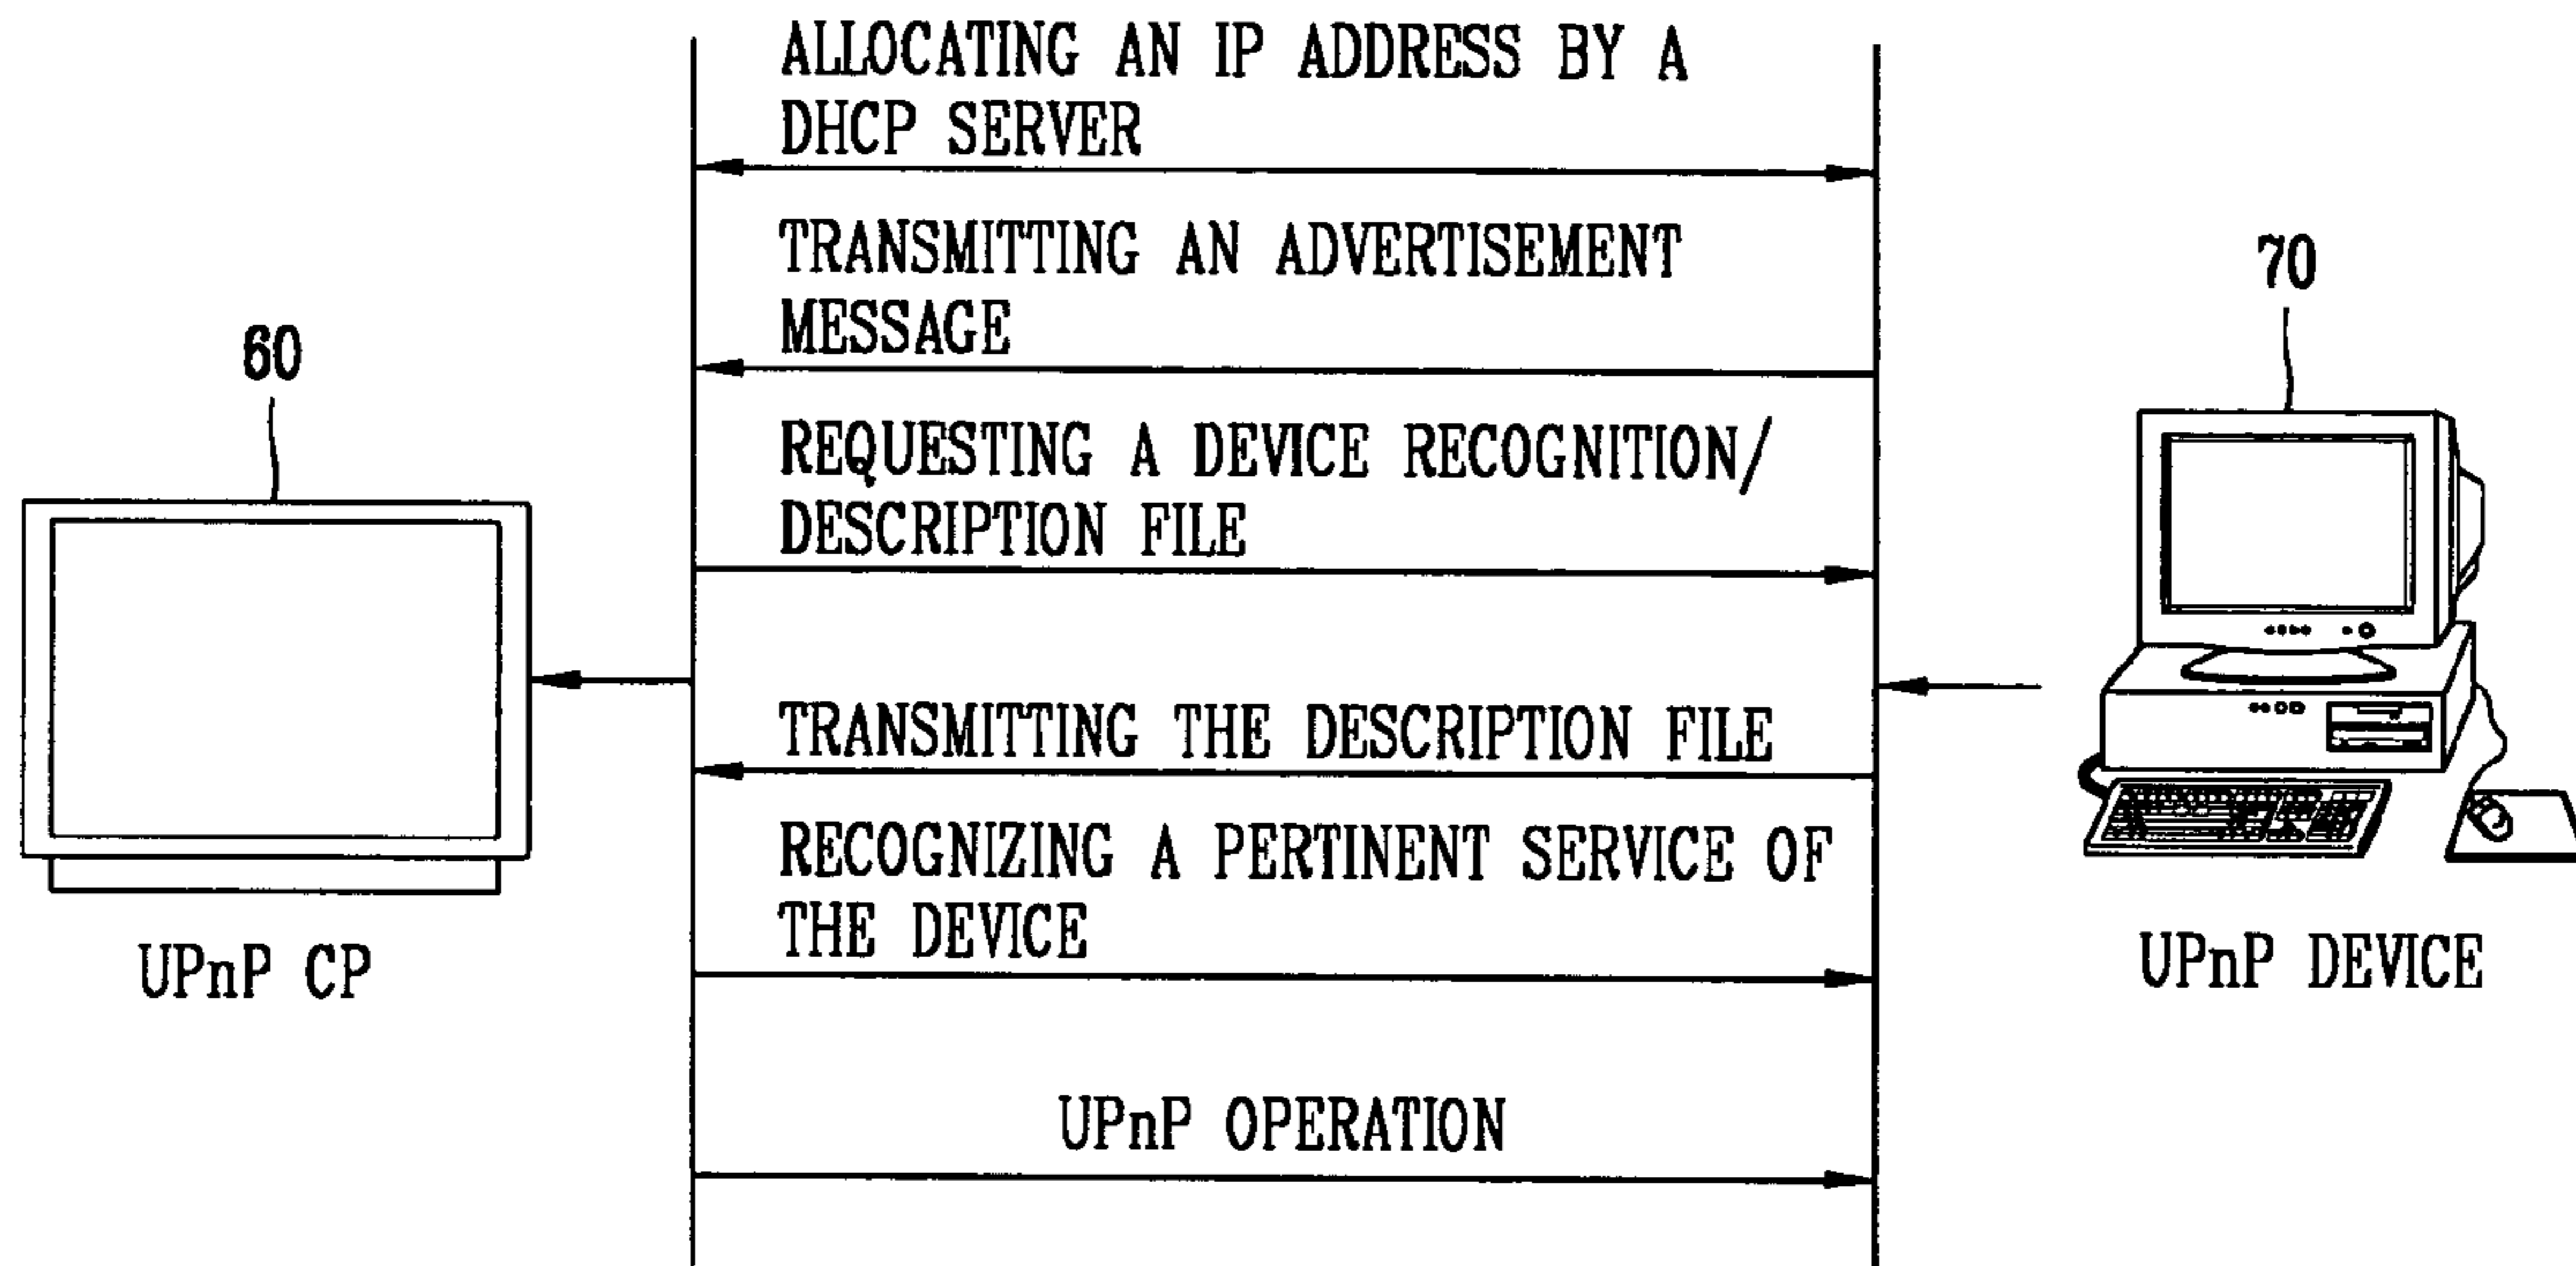 ALLOCATING AN IP ADDRESS BY A
DHCP SERVER
TRANSMITTING AN ADVERTISEMENT
MESSAGE
REQUESTING A DEVICE RECOGNITION/
DESCRIPTION FILE
TRANSMITTING THE DESCRIPTION FILE
RECOGNIZING A PERTINENT SERVICE OF
THE DEVICE
UPnP OPERATION
60
UPnP CP
70
UPnP DEVICE